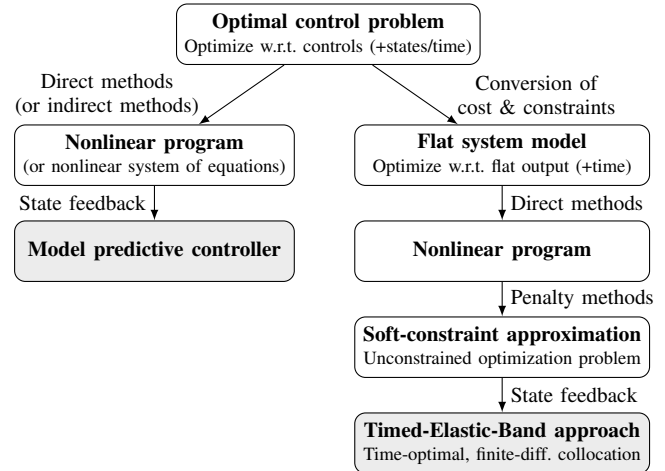 Optimal control problem
Optimize w.r.t. controls (+states/time)
Direct methods
(or indirect methods)
Conversion of
cost & constraints
Nonlinear program
(or nonlinear system of equations)
Flat system model
Optimize w.r.t. flat output (+time)
State feedback
Direct methods
Model predictive controller
Nonlinear program
Penalty methods
Soft-constraint approximation
Unconstrained optimization problem
State feedback
Timed-Elastic-Band approach
Time-optimal, finite-diff. collocation